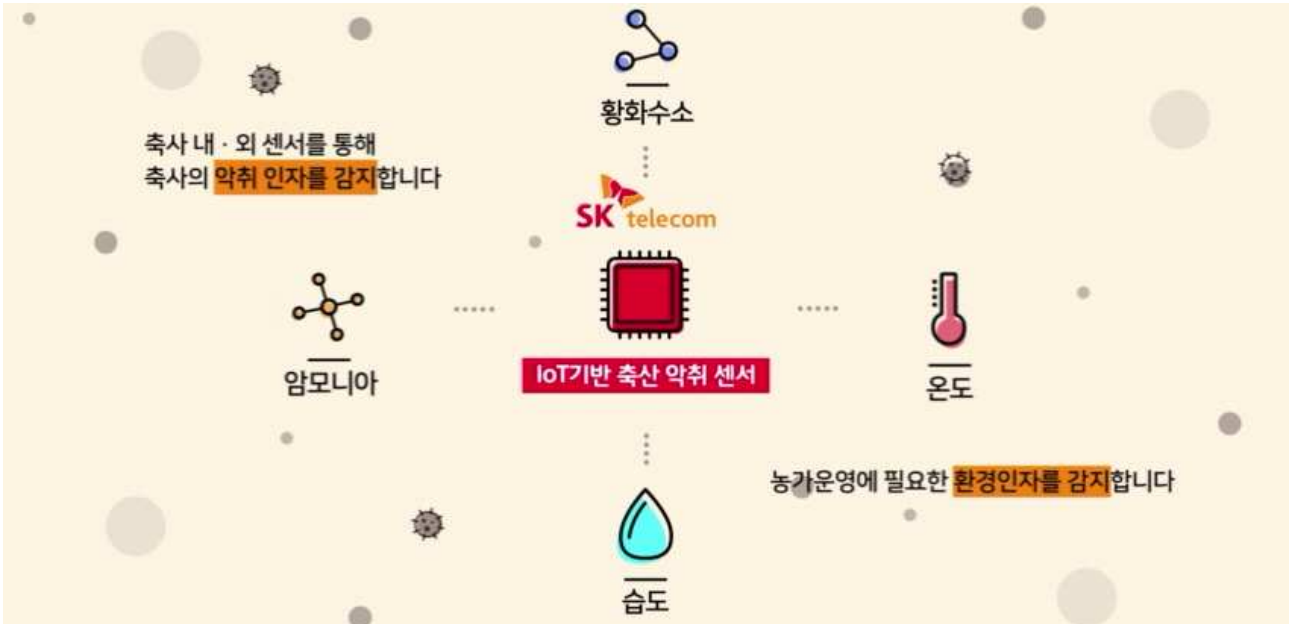 황화수소
축사 내 · 외 센서를 통해
축사의 악취 인자를 감지합니다
SK telecom
암모니아
IoT기반 축산 악취 센서
온도
농가운영에 필요한 환경인자를 감지합니다
습도